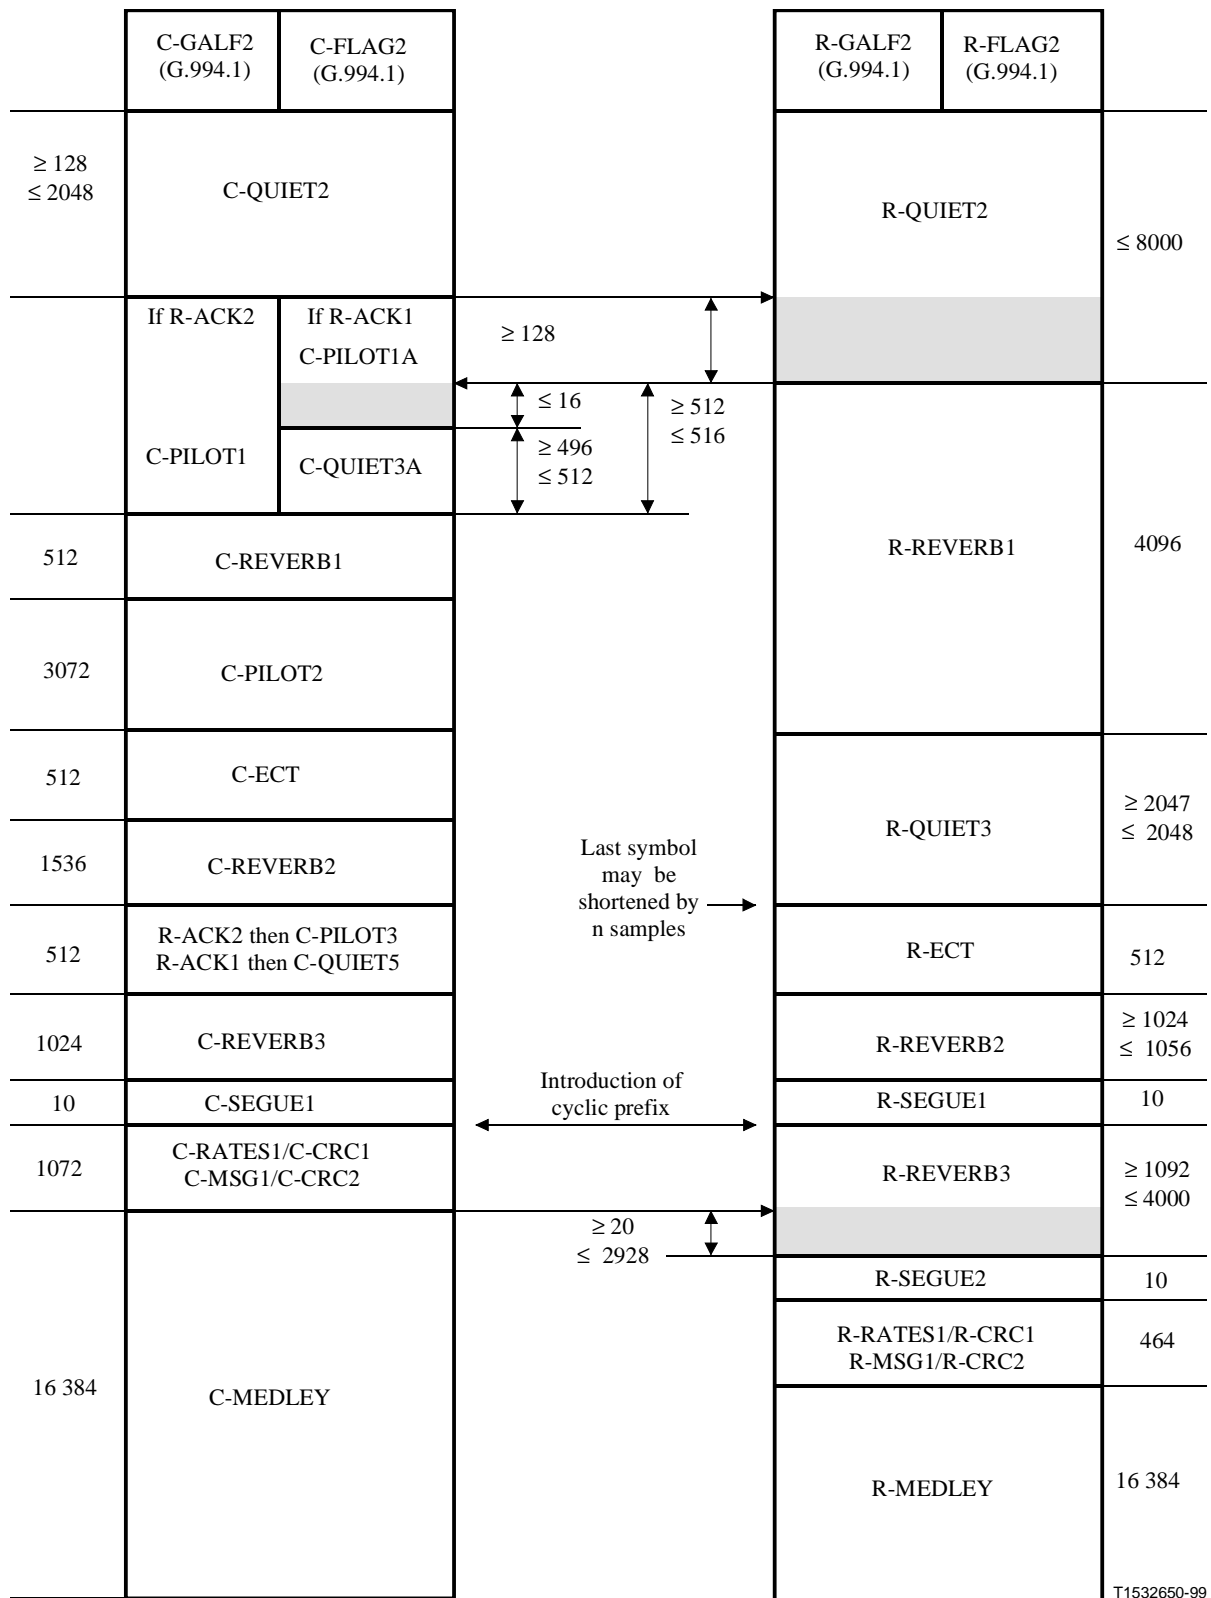 C-GALF2
(G.994.1)
C-FLAG2
(G.994.1)
R-GALF2
(G.994.1)
R-FLAG2
(G.994.1)
≥ 128
≤ 2048
C-QUIET2
R-QUIET2
≤ 8000
If R-ACK2
If R-ACK1
C-PILOT1A
≥ 128
≤ 16
≥ 512
≤ 516
C-PILOT1
C-QUIET3A
≥ 496
≤ 512
512
C-REVERB1
R-REVERB1
4096
3072
C-PILOT2
512
C-ECT
R-QUIET3
≥ 2047
≤ 2048
1536
C-REVERB2
Last symbol
may be
shortened by
n samples
512
R-ACK2 then C-PILOT3
R-ACK1 then C-QUIET5
R-ECT
512
1024
C-REVERB3
R-REVERB2
≥ 1024
≤ 1056
10
C-SEGUE1
Introduction of
cyclic prefix
R-SEGUE1
10
1072
C-RATES1/C-CRC1
C-MSG1/C-CRC2
R-REVERB3
≥ 1092
≤ 4000
≥ 20
≤ 2928
R-SEGUE2
10
R-RATES1/R-CRC1
R-MSG1/R-CRC2
464
16 384
C-MEDLEY
R-MEDLEY
16 384
T1532650-99